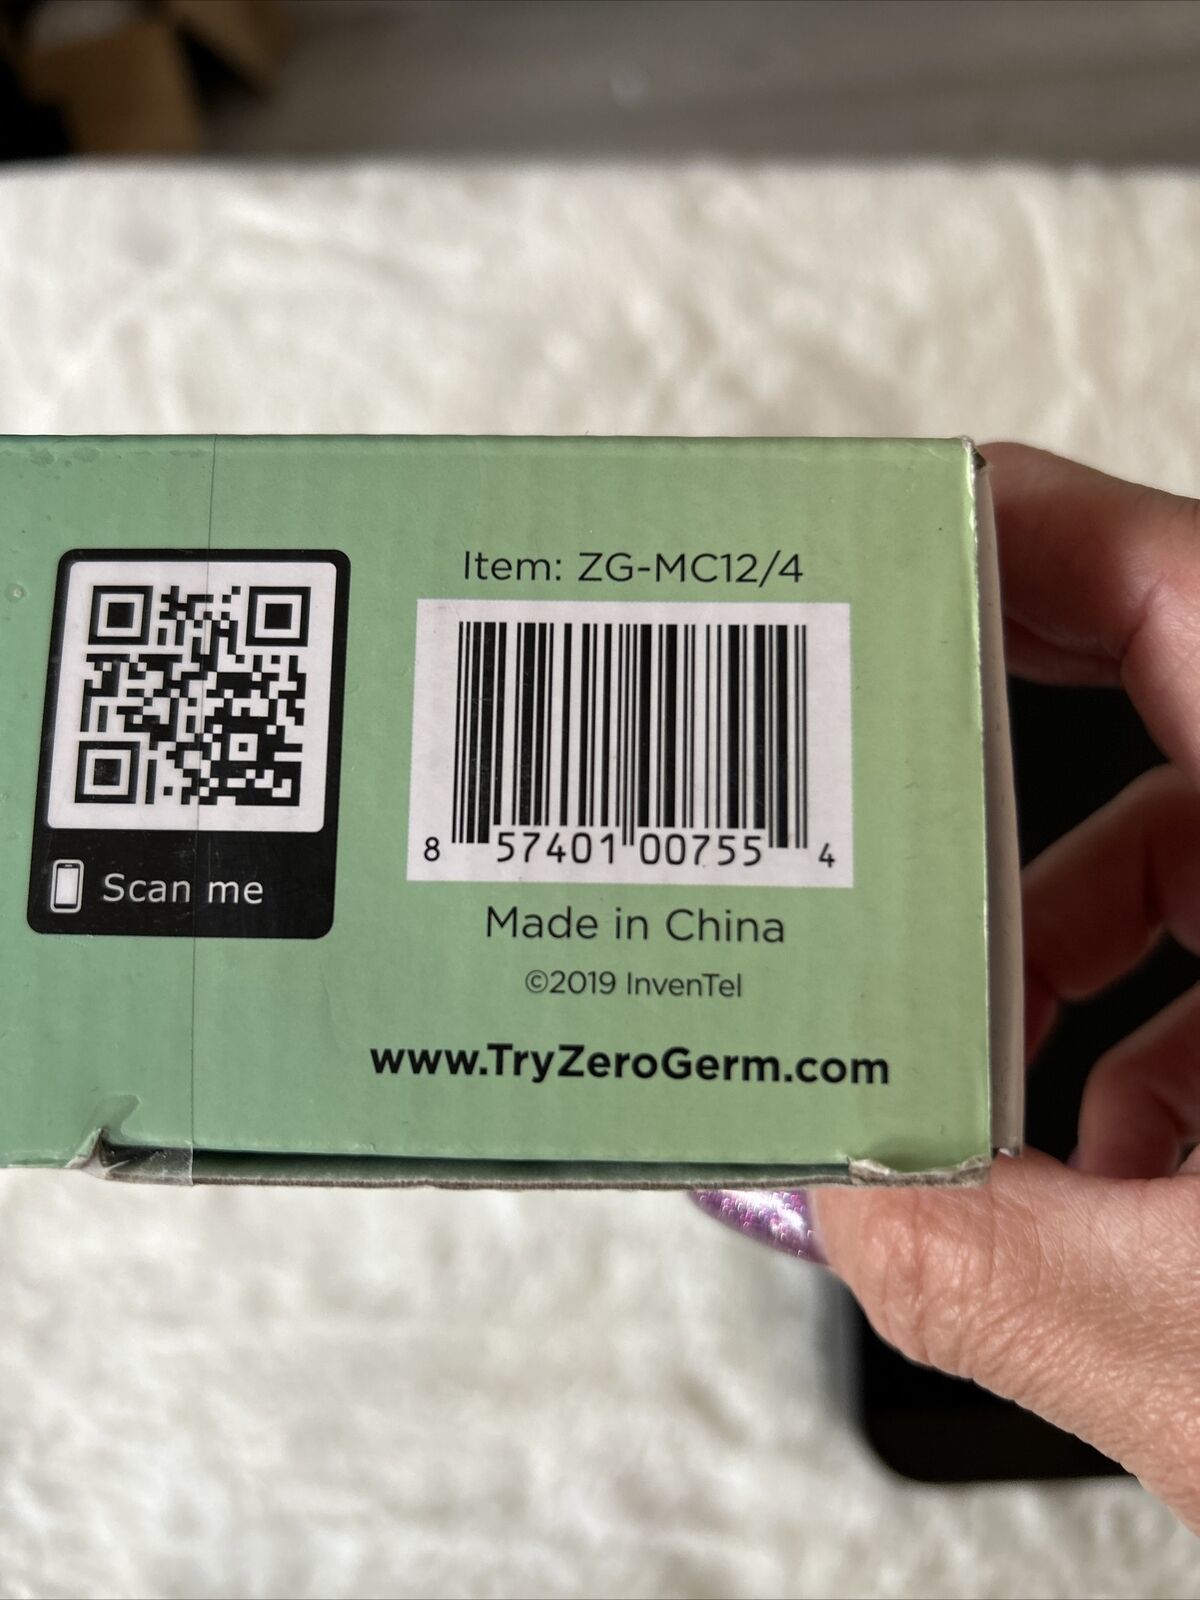 Item: ZG-MC12/4
8 57401 00755 4
Scan me
Made in China
©2019 InvenTel
www.TryZeroGerm.com